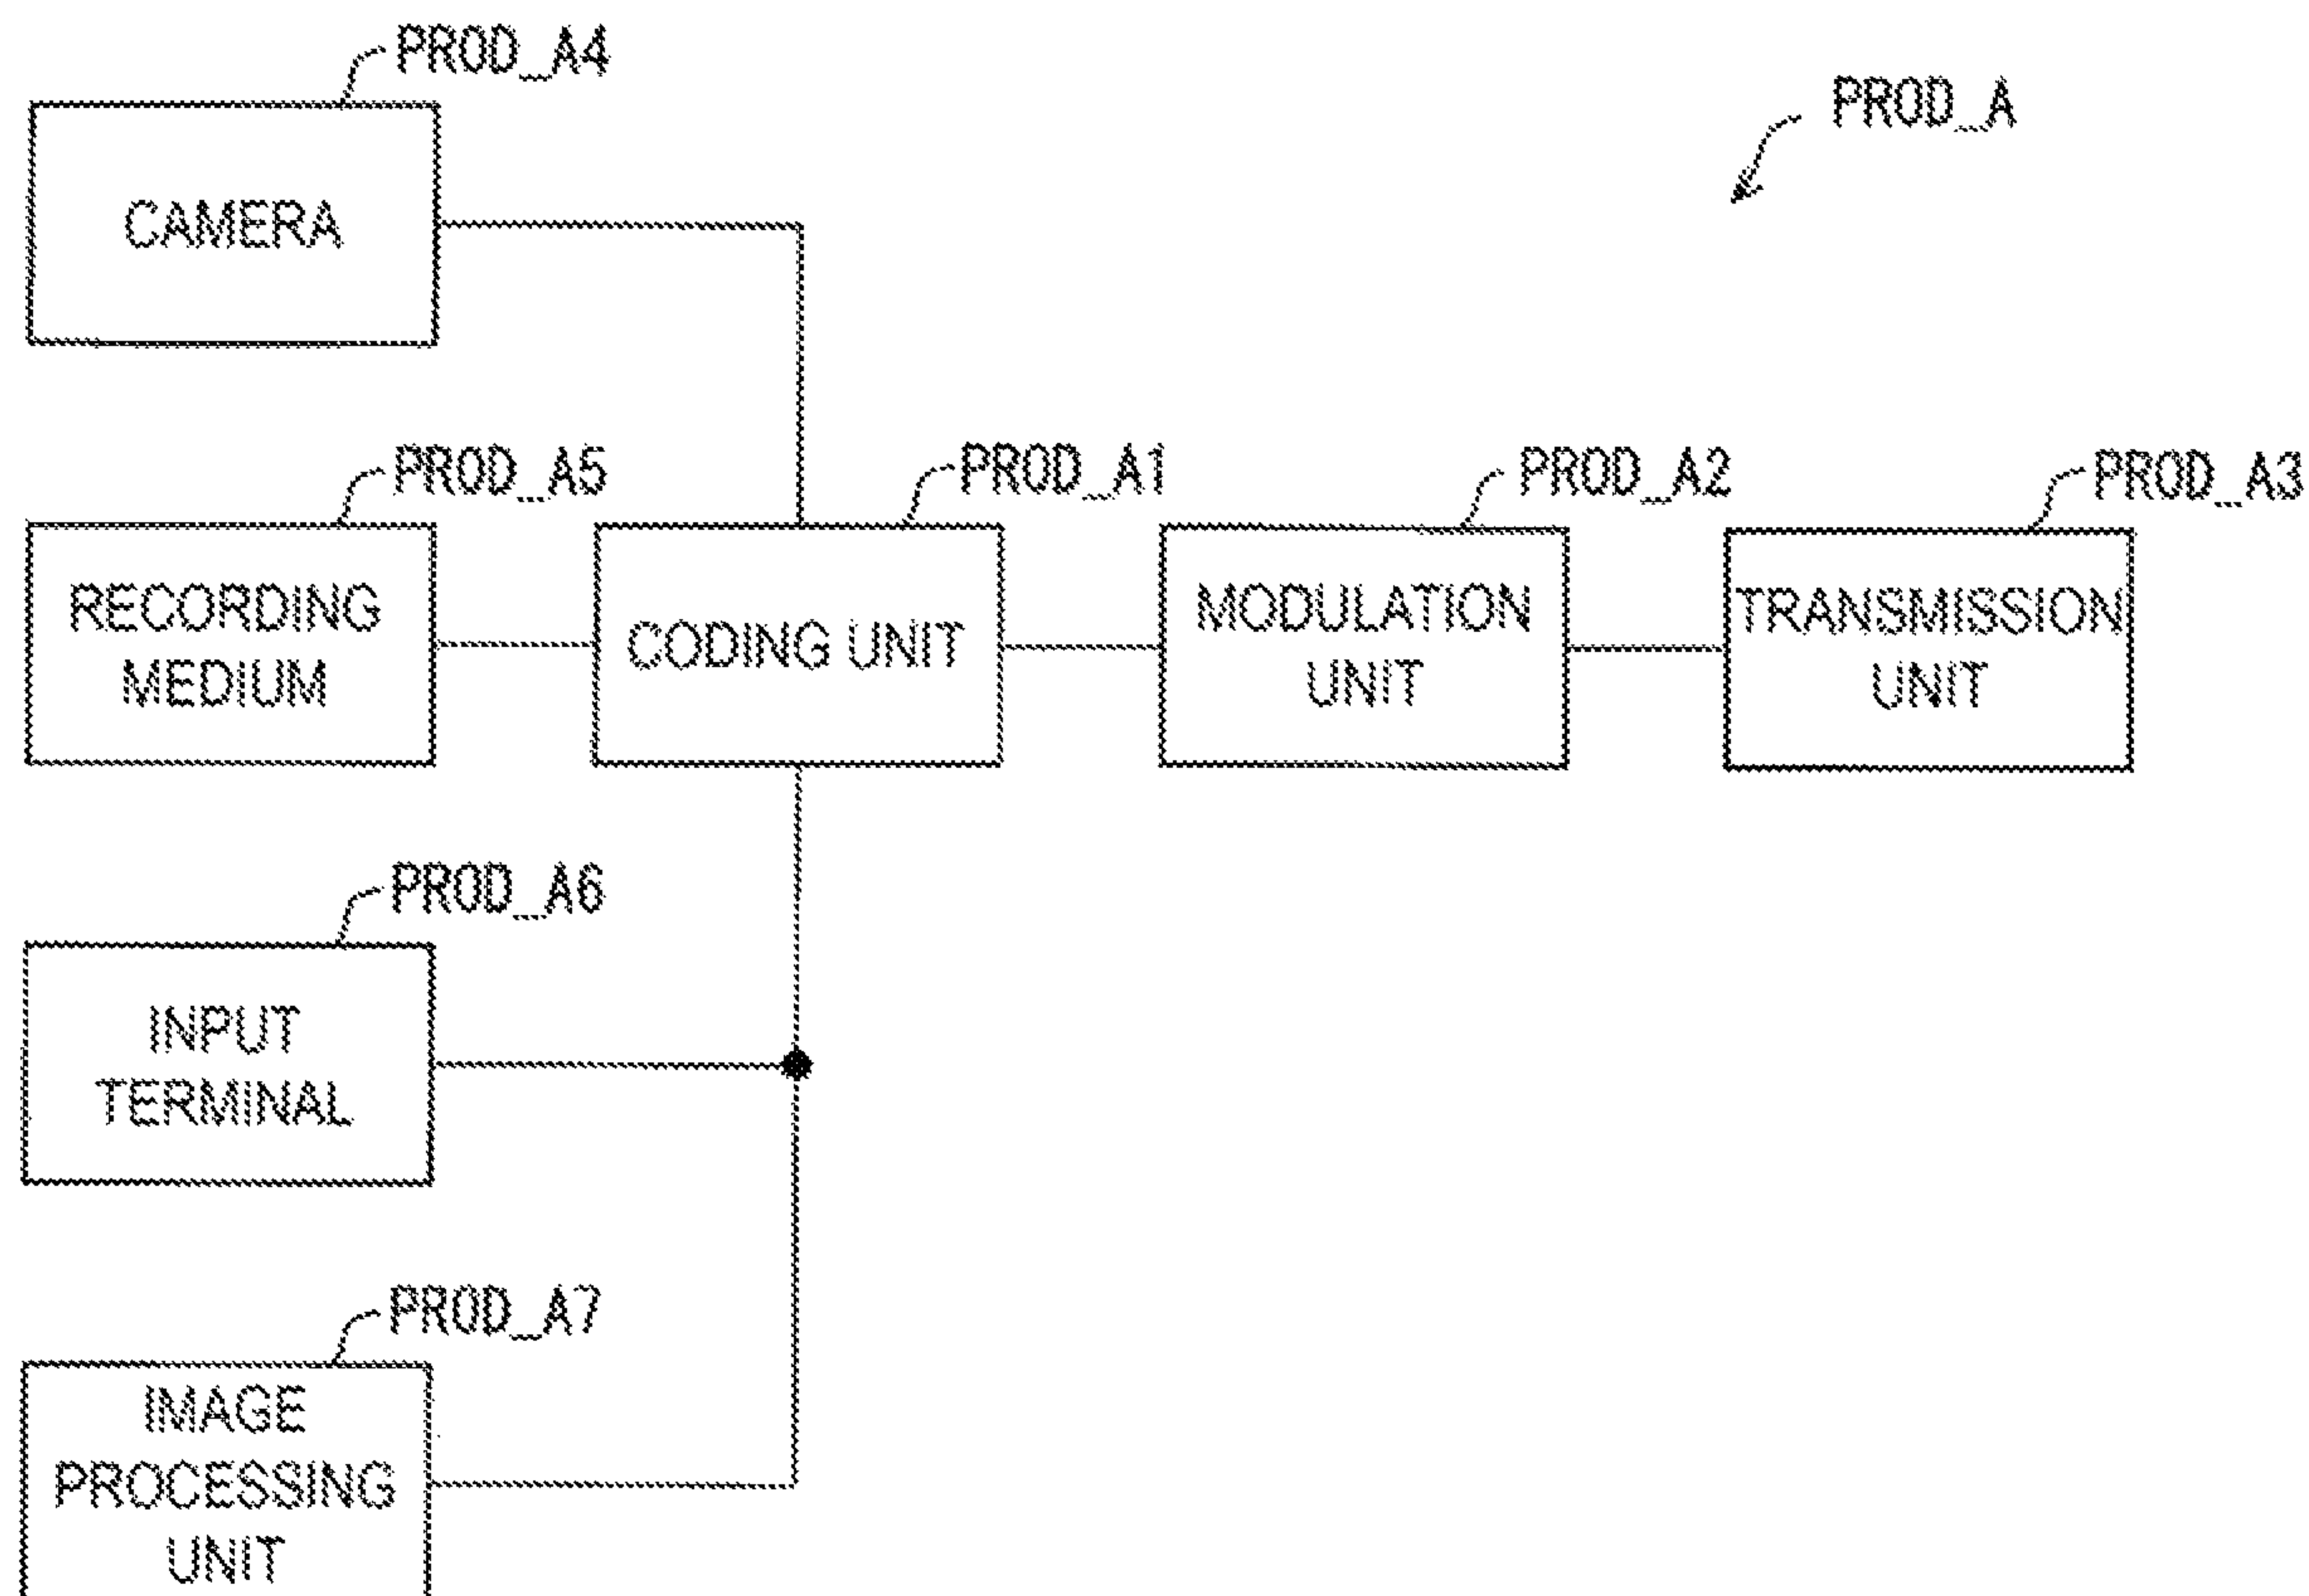 PROD_A4
PROD_A
CAMERA
PROD_A5
PROD_A1
PROD_A2
PROD_A3
RECORDING
MEDIUM
CODING UNIT
MODULATION
UNIT
TRANSMISSION
UNIT
PROD_A6
INPUT
TERMINAL
PROD_A7
IMAGE
PROCESSING
UNIT